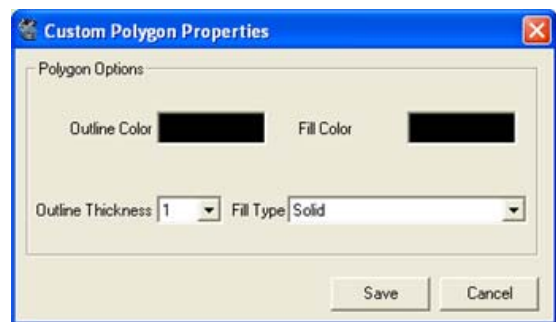 Custom Polygon Properties
Polygon Options
Outline Color Fill Color
Outline Thickness 1 Fill Type Solid
Save Cancel